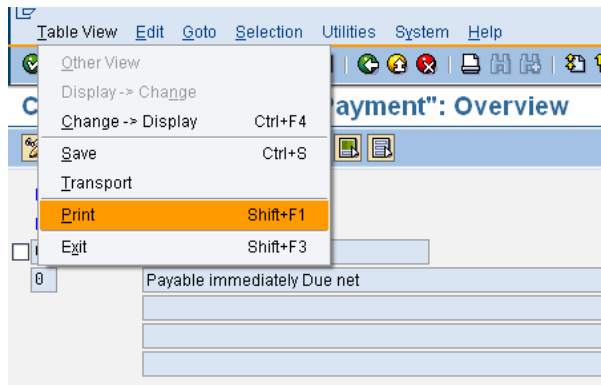 Table View Edit Goto Selection Utilities System Help
Other View
Display -> Change
Change -> Display Ctrl+F4
ayment": Overview
Save Ctrl+S
Transport
Print Shift+F1
Exit Shift+F3
0 Payable immediately Due net